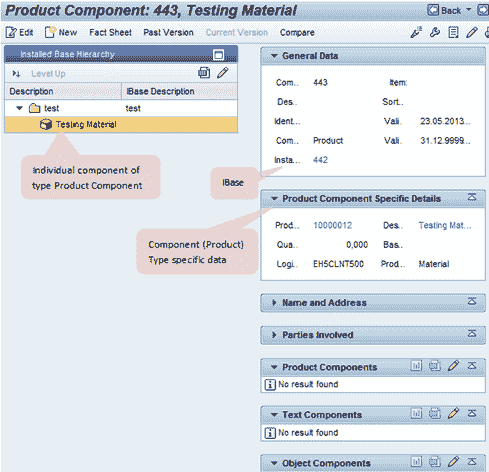 Product Component: 443, Testing Material
Back
Edit New Fact Sheet Past Version Current Version Compare
Installed Base Hierarchy
Level Up
Description IBase Description
test test
Testing Material
Individual component of
type Product Component
IBase
Component (Product)
Type specific data
General Data
Com.. 443 Item:
Des.. Sort..
Ident.. Vali.. 23.05.2013...
Com.. Product Vali.. 31.12.9999...
Insta.. 442
Product Component Specific Details
Prod.. 10000012 Des.. Testing Mat...
Qua.. 0,000 Bas..
Logi.. EH5CLNT500 Prod.. Material
Name and Address
Parties Involved
Product Components
No result found
Text Components
No result found
Object Components